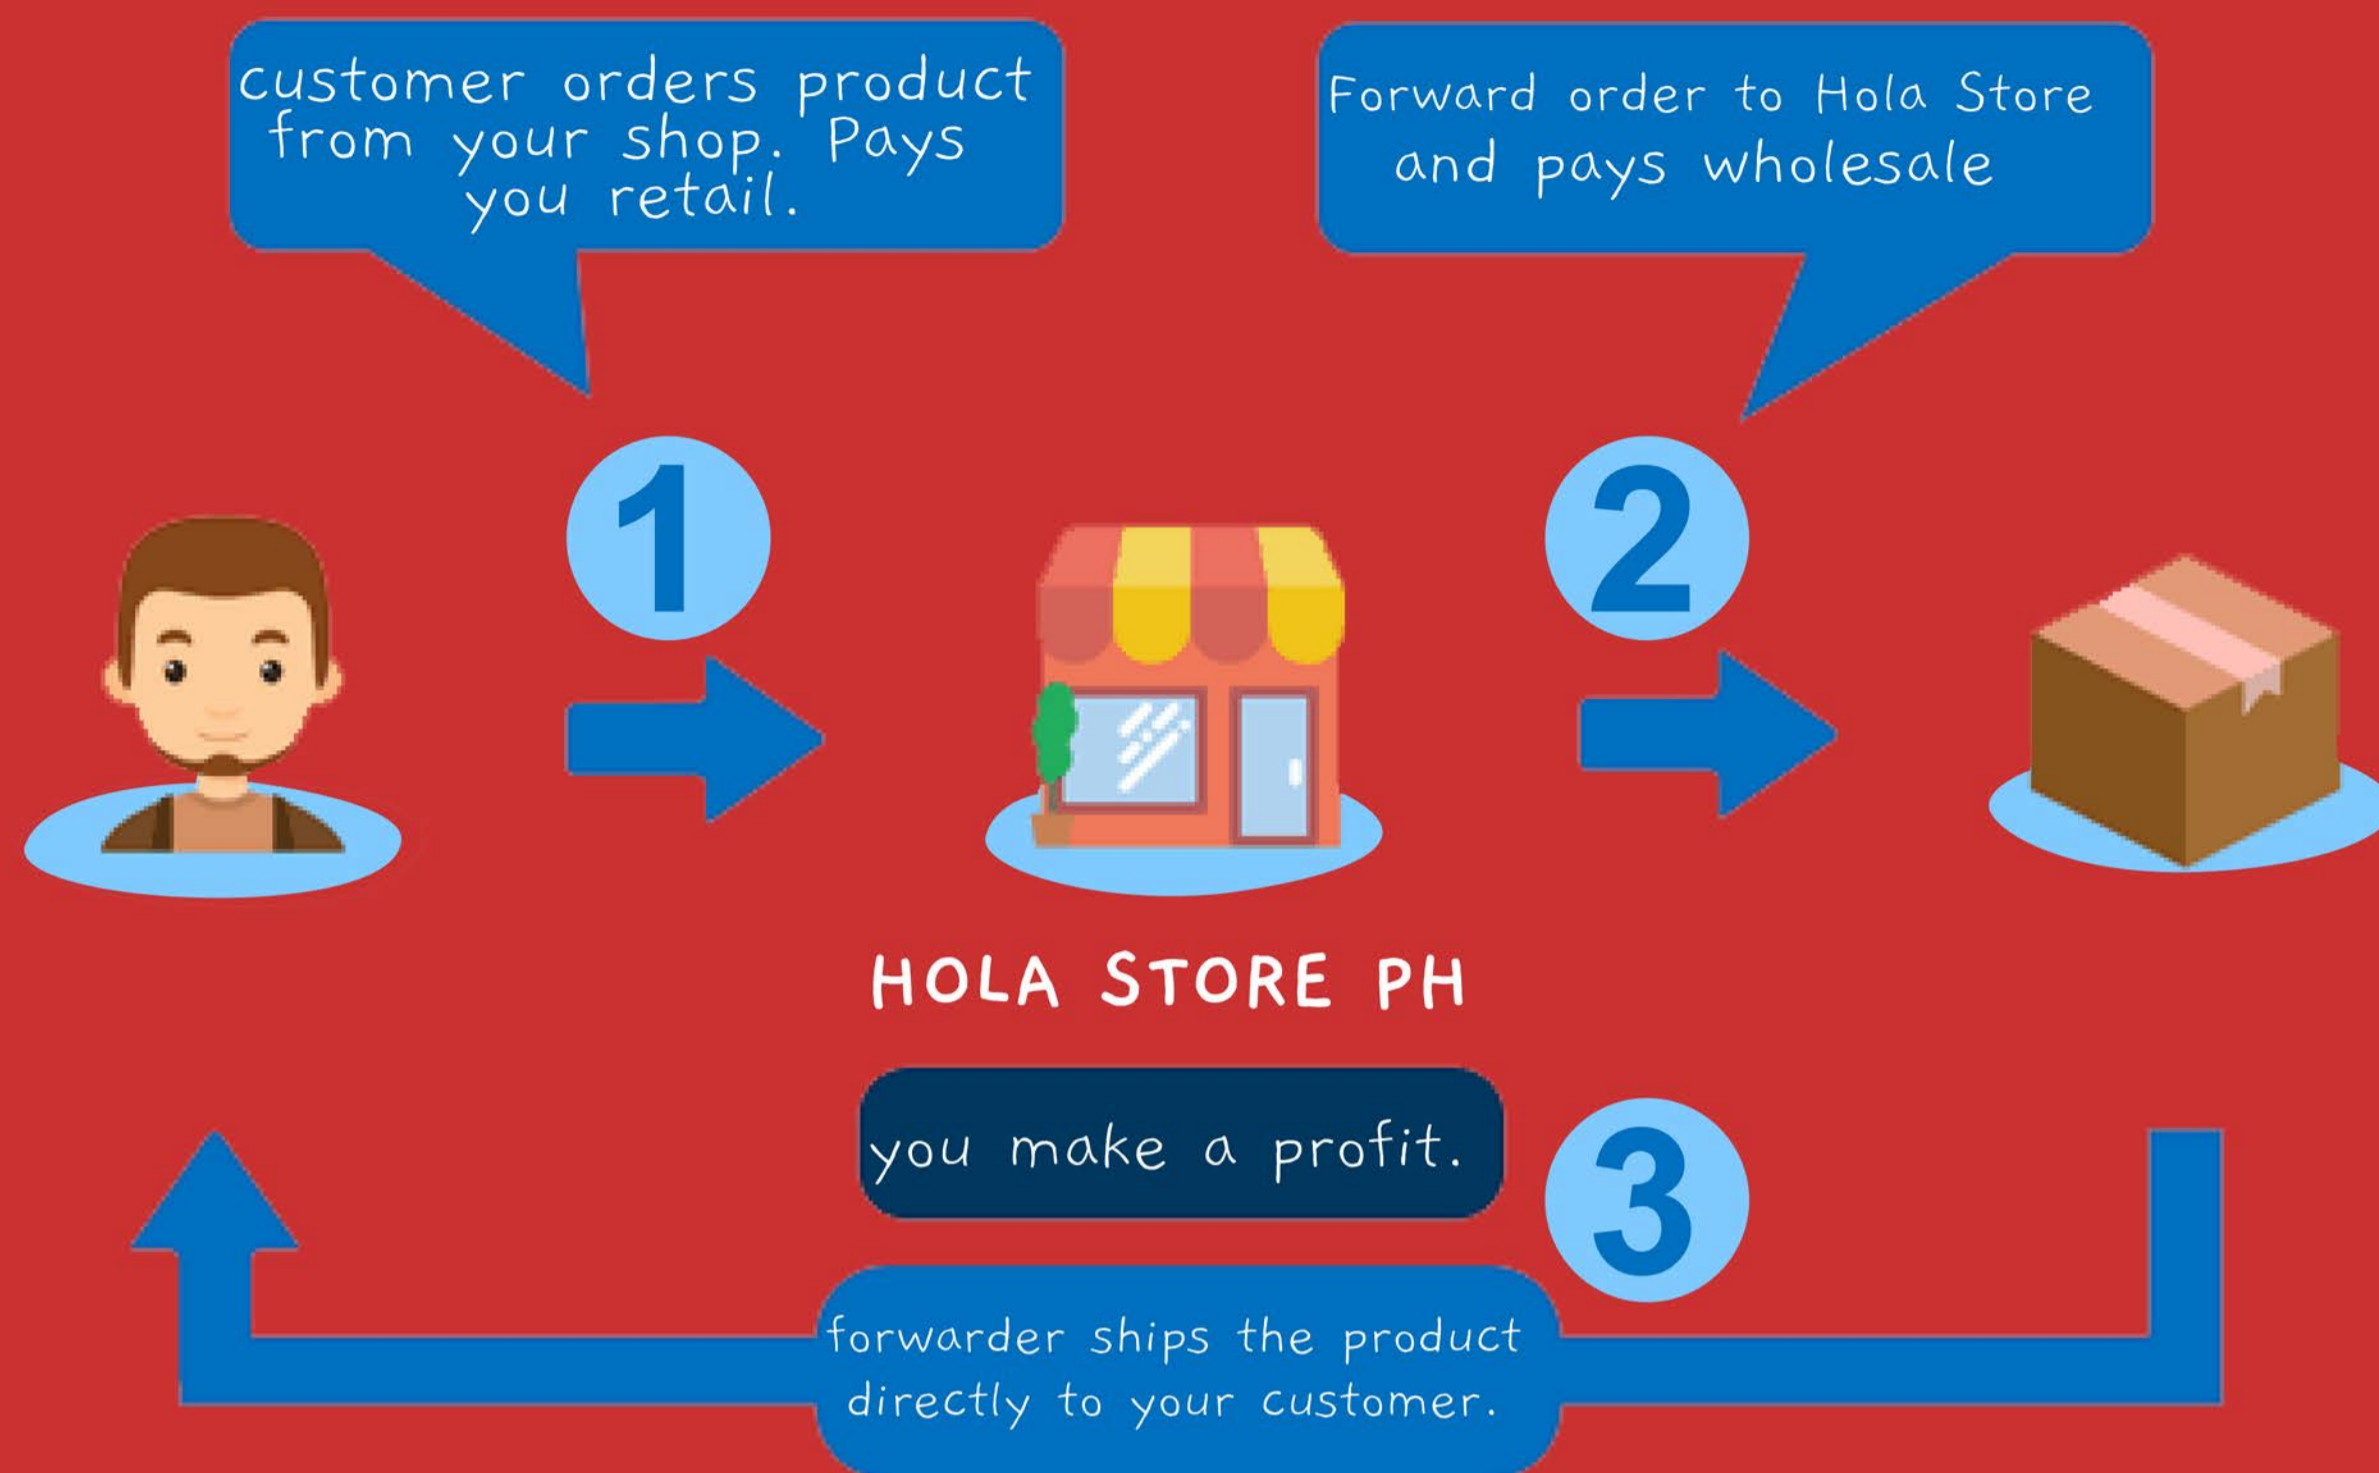 customer orders product
from your shop. Pays
you retail.
Forward order to Hola Store
and pays wholesale
1
2
HOLA STORE PH
you make a profit.
3
forwarder ships the product
directly to your customer.